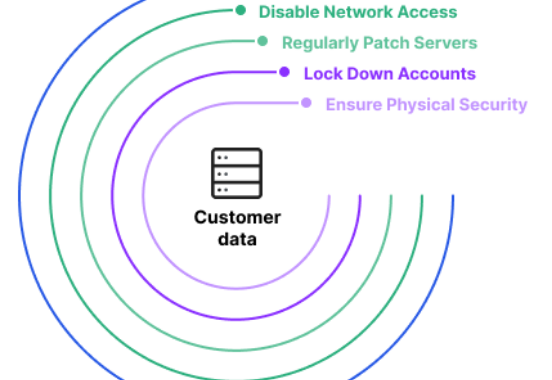 Disable Network Access
Regularly Patch Servers
Lock Down Accounts
Ensure Physical Security
Customer
data